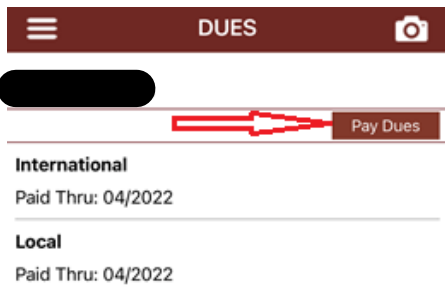 DUES
Pay Dues
International
Paid Thru: 04/2022
Local
Paid Thru: 04/2022